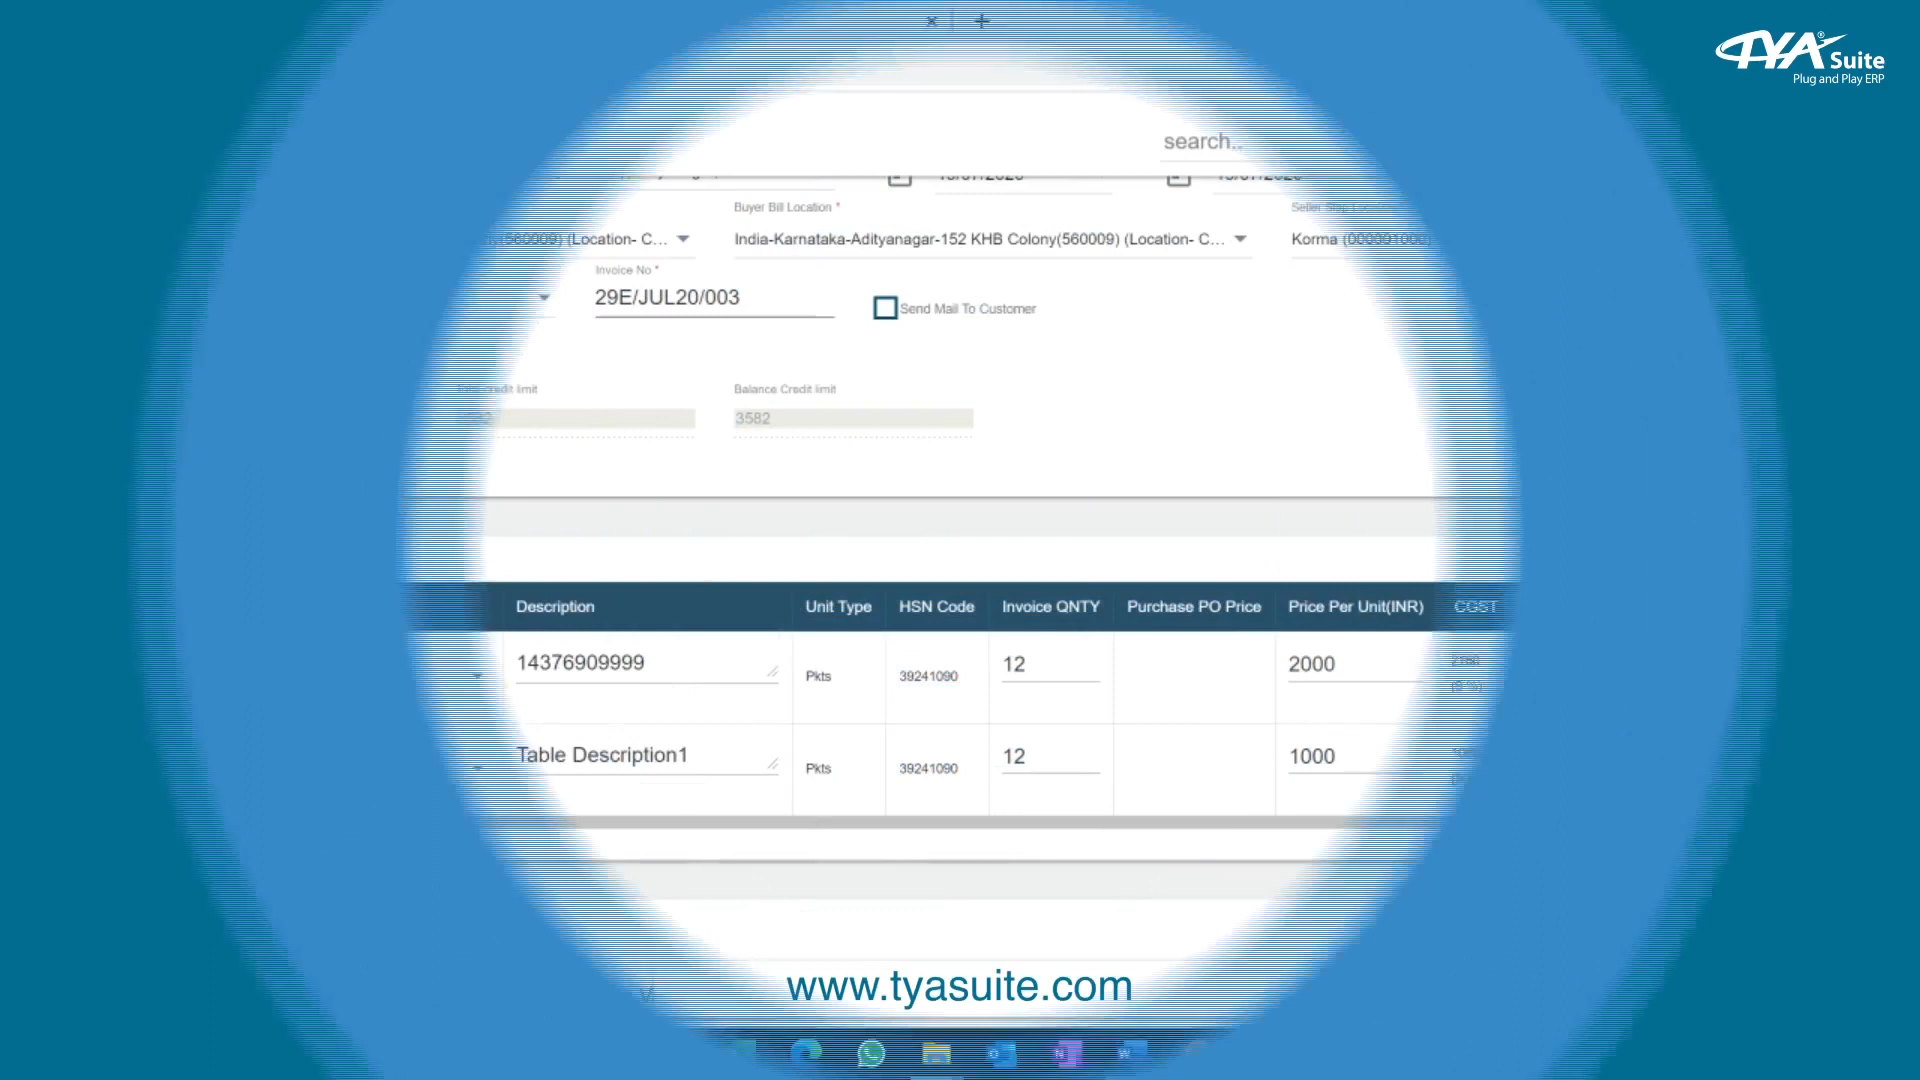 TYA® Suite
Plug and Play ERP
search..
Buyer Bill Location *
(560009) (Location- C...
India-Karnataka-Adityanagar-152 KHB Colony(560009) (Location- C...
Korma (000001000)
Invoice No *
29E/JUL20/003
Send Mail To Customer
credit limit
Balance Credit limit
3582
Description Unit Type HSN Code Invoice QNTY Purchase PO Price Price Per Unit(INR) CGST
14376909999 Pkts 39241090 12 2000
Table Description1 Pkts 39241090 12 1000
www.tyasuite.com